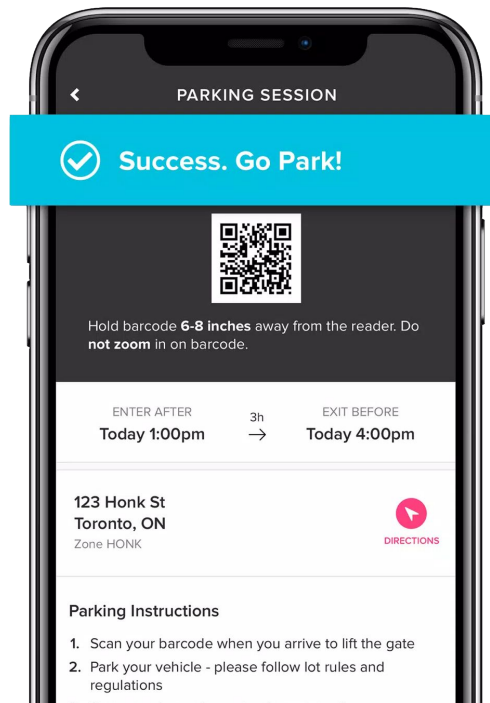 PARKING SESSION
Success. Go Park!
Hold barcode 6-8 inches away from the reader. Do
not zoom in on barcode.
ENTER AFTER
Today 1:00pm
3h
EXIT BEFORE
Today 4:00pm
123 Honk St
Toronto, ON
Zone HONK
DIRECTIONS
Parking Instructions
1. Scan your barcode when you arrive to lift the gate
2. Park your vehicle - please follow lot rules and
regulations